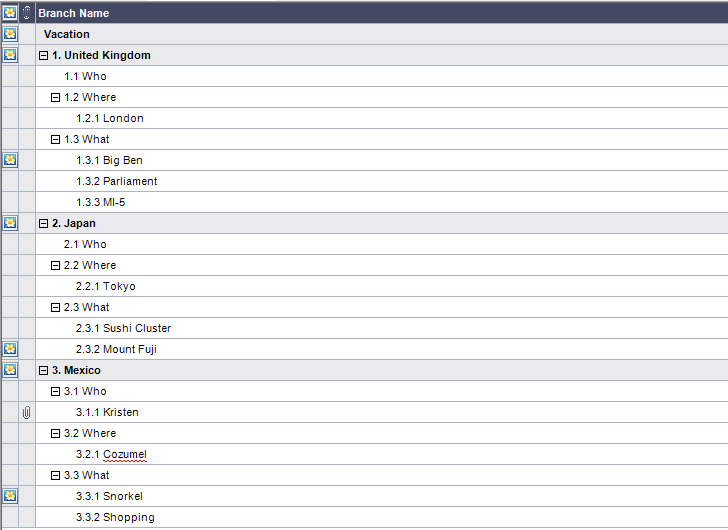 Branch Name
Vacation
1. United Kingdom
1.1 Who
1.2 Where
1.2.1 London
1.3 What
1.3.1 Big Ben
1.3.2 Parliament
1.3.3 MI-5
2. Japan
2.1 Who
2.2 Where
2.2.1 Tokyo
2.3 What
2.3.1 Sushi Cluster
2.3.2 Mount Fuji
3. Mexico
3.1 Who
3.1.1 Kristen
3.2 Where
3.2.1 Cozumel
3.3 What
3.3.1 Snorkel
3.3.2 Shopping